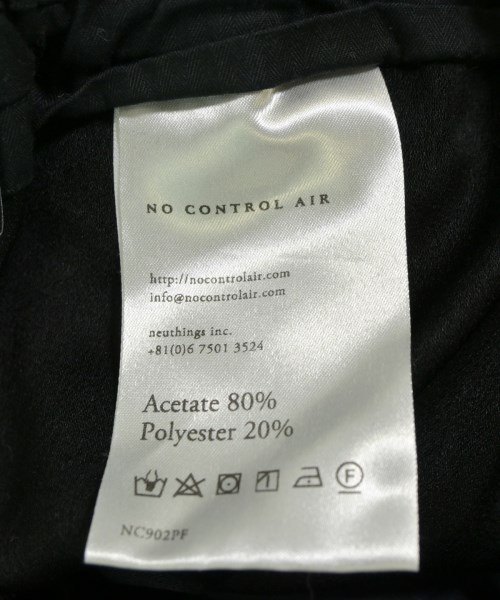 NO CONTROL AIR
http://nocontrolair.com
info@nocontrolair.com
neuthings inc.
+81(0)6 7501 3524
Acetate 80%
Polyester 20%
F
NC902PF